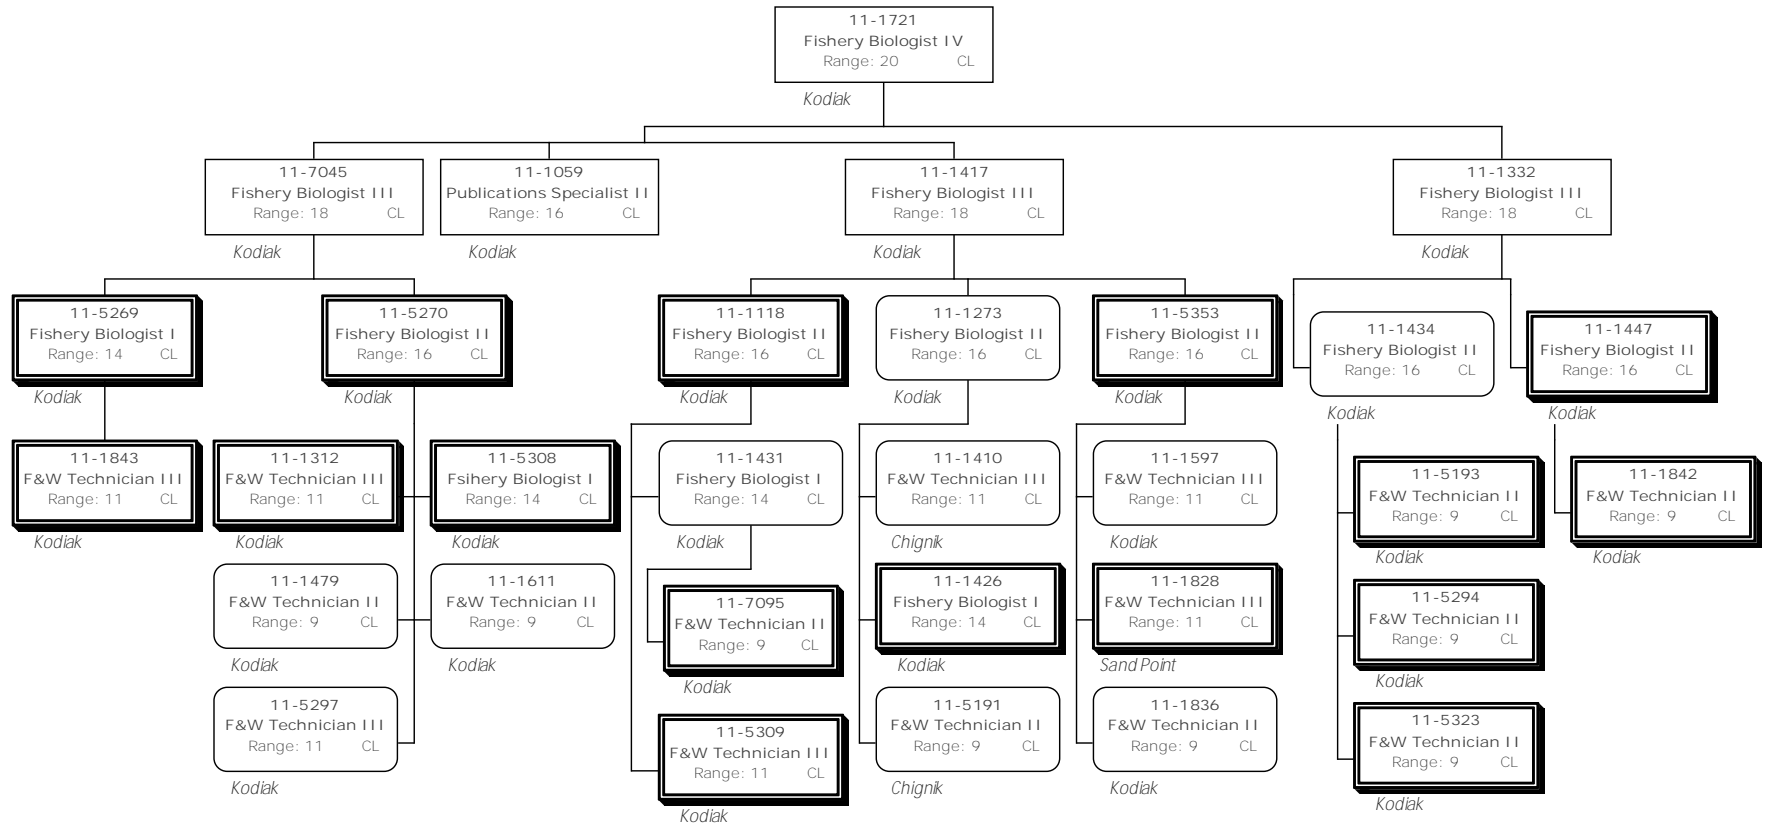 11-1721
Fishery Biologist IV
Range: 20 CL
Kodiak
11-7045
Fishery Biologist III
Range: 18 CL
Kodiak
11-1059
Publications Specialist II
Range: 16 CL
Kodiak
11-1417
Fishery Biologist III
Range: 18 CL
Kodiak
11-1332
Fishery Biologist III
Range: 18 CL
Kodiak
11-5269
Fishery Biologist I
Range: 14 CL
Kodiak
11-5270
Fishery Biologist II
Range: 16 CL
Kodiak
11-1118
Fishery Biologist II
Range: 16 CL
Kodiak
11-1273
Fishery Biologist II
Range: 16 CL
Kodiak
11-5353
Fishery Biologist II
Range: 16 CL
Kodiak
11-1434
Fishery Biologist II
Range: 16 CL
Kodiak
11-1447
Fishery Biologist II
Range: 16 CL
Kodiak
11-1843
F&W Technician III
Range: 11 CL
Kodiak
11-1312
F&W Technician III
Range: 11 CL
Kodiak
11-5308
Fsihery Biologist I
Range: 14 CL
Kodiak
11-1431
Fishery Biologist I
Range: 14 CL
Kodiak
11-1410
F&W Technician III
Range: 11 CL
Chignik
11-1597
F&W Technician III
Range: 11 CL
Kodiak
11-5193
F&W Technician II
Range: 9 CL
Kodiak
11-1842
F&W Technician II
Range: 9 CL
Kodiak
11-1479
F&W Technician II
Range: 9 CL
Kodiak
11-1611
F&W Technician II
Range: 9 CL
Kodiak
11-7095
F&W Technician II
Range: 9 CL
Kodiak
11-1426
Fishery Biologist I
Range: 14 CL
Kodiak
11-1828
F&W Technician III
Range: 11 CL
Sand Point
11-5294
F&W Technician II
Range: 9 CL
Kodiak
11-5297
F&W Technician III
Range: 11 CL
Kodiak
11-5309
F&W Technician III
Range: 11 CL
Kodiak
11-5191
F&W Technician II
Range: 9 CL
Chignik
11-1836
F&W Technician II
Range: 9 CL
Kodiak
11-5323
F&W Technician II
Range: 9 CL
Kodiak